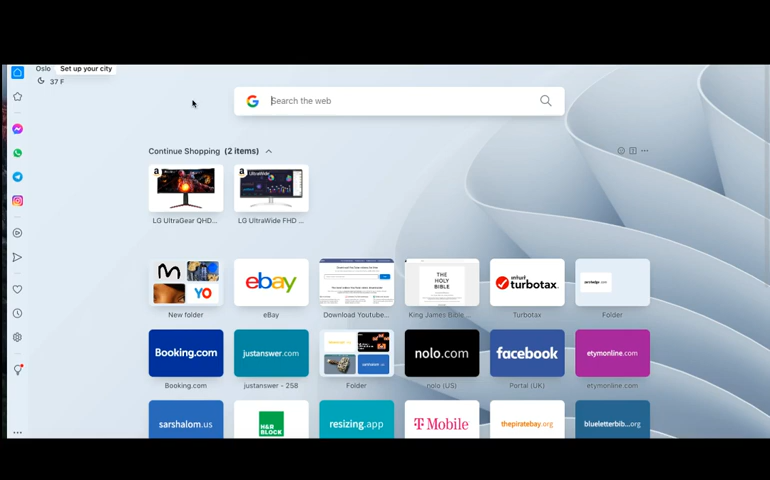 Oslo Set up your city
37 F
Search the web
Continue Shopping (2 items)
a
a
LG UltraGear QHD...
LG UltraWide FHD ...
YO
ebay
THE
HOLY
BIBLE
intuit
turbotax.
New folder
eBay
Download Youtube...
King James Bible...
Turbotax
Folder
Booking.com
justanswer.com
nolo.com
facebook
etymonline.com
Booking.com
justanswer - 258
Folder
nolo (US)
Portal (UK)
etymonline.com
sarshalom.us
H&R
BLOCK
resizing.app
T Mobile
thepiratebay.org
blueletterbib...org